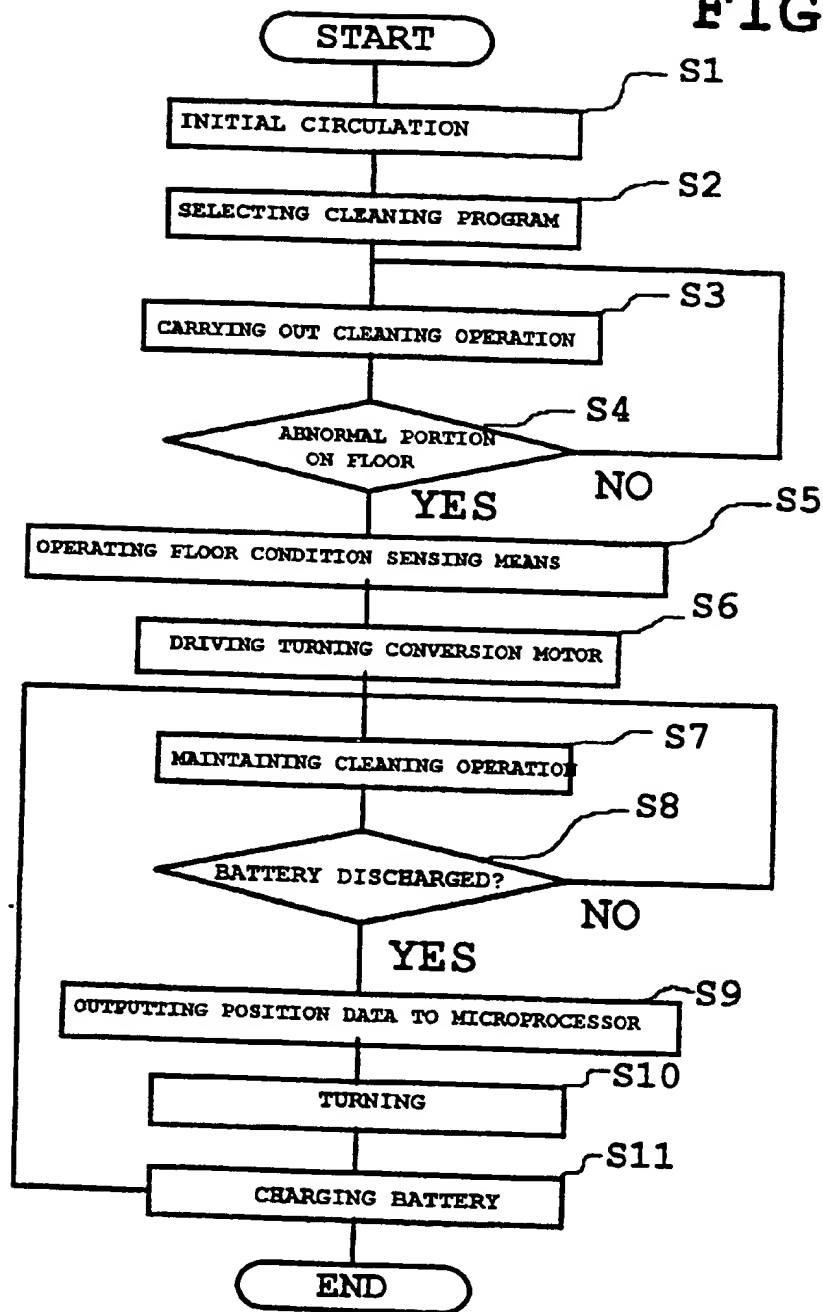 FIG
START
S1
INITIAL CIRCULATION
S2
SELECTING CLEANING PROGRAM
S3
CARRYING OUT CLEANING OPERATION
S4
ABNORMAL PORTION
ON FLOOR
NO
YES
S5
OPERATING FLOOR CONDITION SENSING MEANS
S6
DRIVING TURNING CONVERSION MOTOR
S7
MAINTAINING CLEANING OPERATION
S8
BATTERY DISCHARGED?
NO
YES
S9
OUTPUTTING POSITION DATA TO MICROPROCESSOR
S10
TURNING
S11
CHARGING BATTERY
END